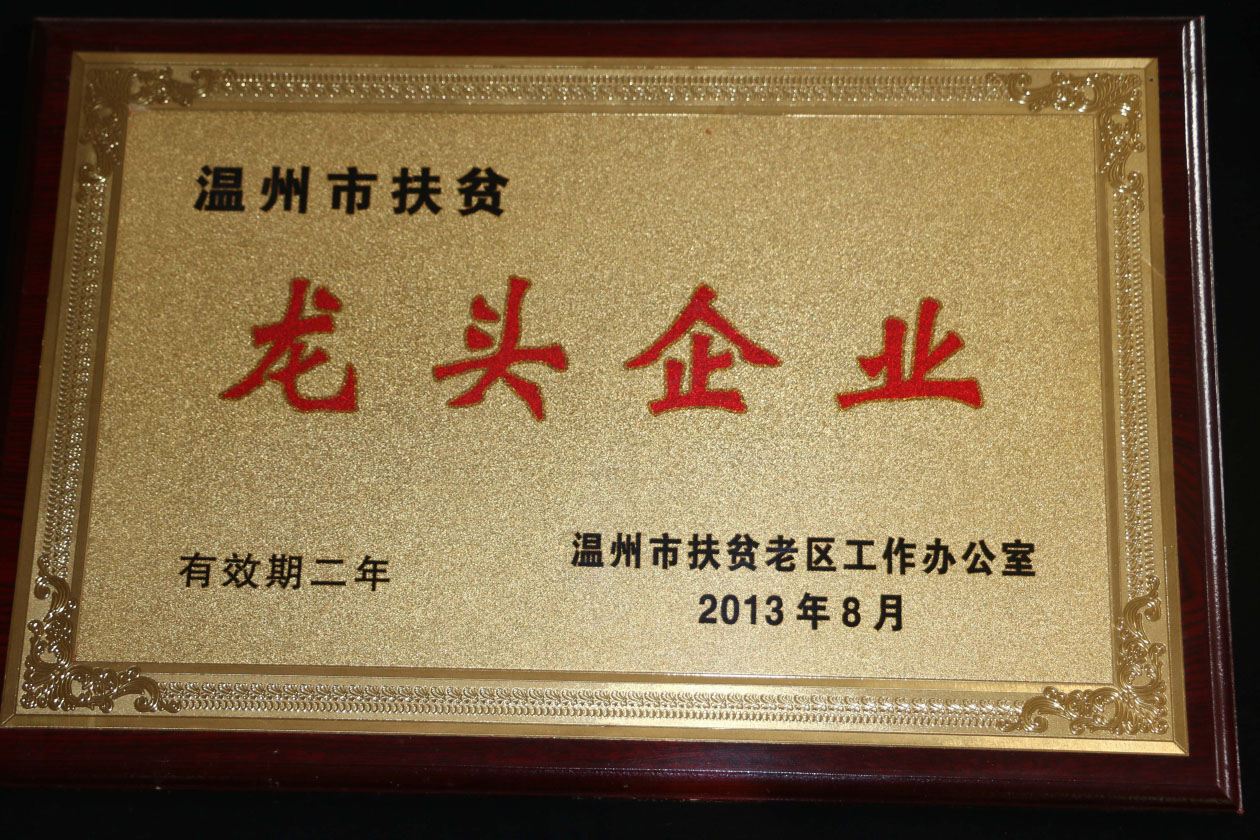 温州市扶贫
龙头企业
有效期二年
温州市扶贫老区工作办公室
2013年8月